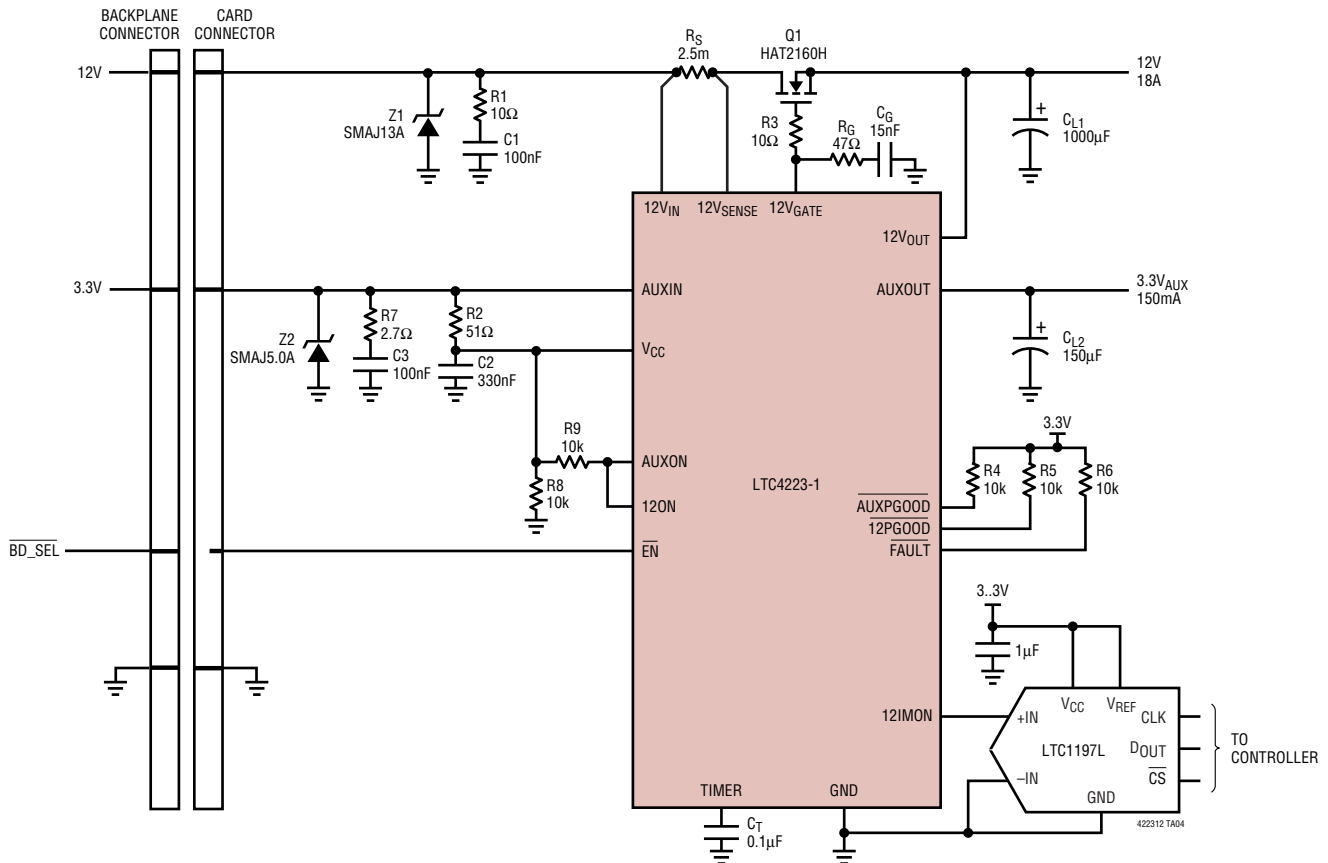 BACKPLANE
CONNECTOR
CARD
CONNECTOR
12V
Z1
SMAJ13A
R1
10Ω
C1
100nF
RS
2.5m
Q1
HAT2160H
R3
10Ω
RG
47Ω
CG
15nF
12V
18A
+
CL1
1000µF
12VIN
12VSENSE
12VGATE
12VOUT
3.3V
Z2
SMAJ5.0A
R7
2.7Ω
C3
100nF
R2
51Ω
C2
330nF
AUXIN
VCC
AUXOUT
3.3VAUX
150mA
+
CL2
150µF
R9
10k
R8
10k
AUXON
12ON
LTC4223-1
3.3V
R4
10k
R5
10k
R6
10k
AUXPGOOD
12PGOOD
FAULT
BD_SEL
EN
3..3V
1µF
12IMON
+IN
–IN
VCC
VREF
LTC1197L
CLK
DOUT
CS
GND
TO
CONTROLLER
TIMER
GND
CT
0.1µF
422312 TA04